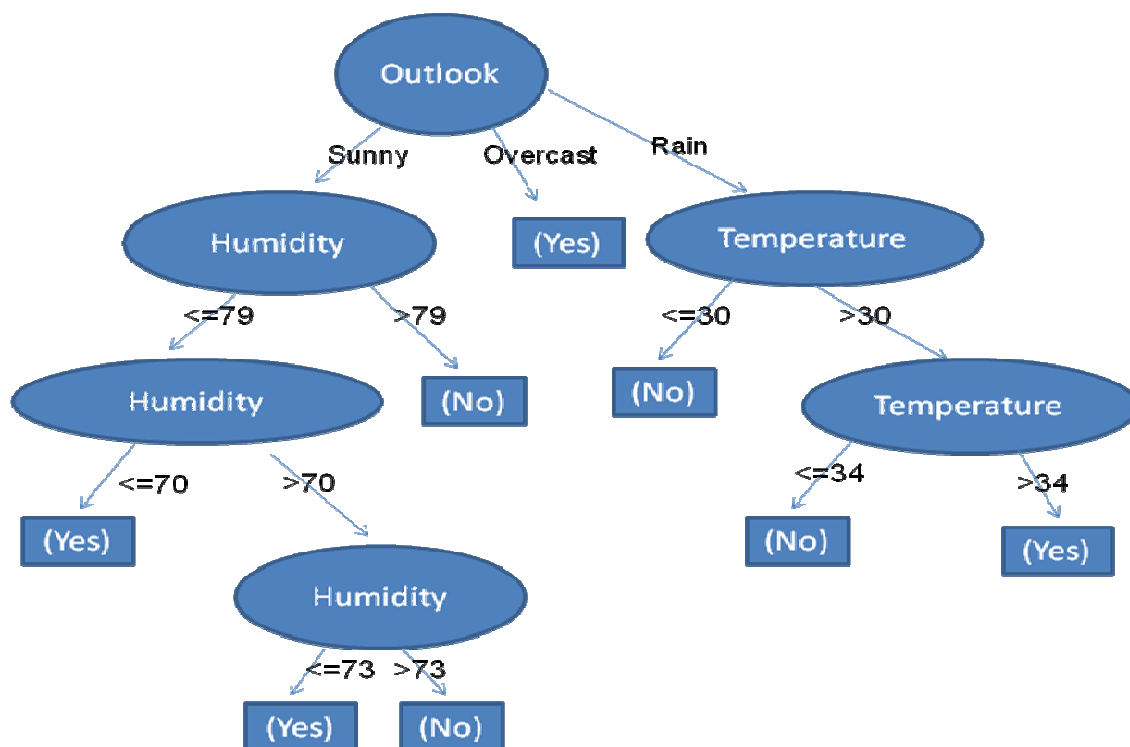 Outlook
Sunny
Overcast
Rain
Humidity
(Yes)
Temperature
<=79
>79
<=30
>30
Humidity
(No)
(No)
Temperature
<=70
>70
<=34
>34
(Yes)
(No)
(Yes)
Humidity
<=73
>73
(Yes)
(No)